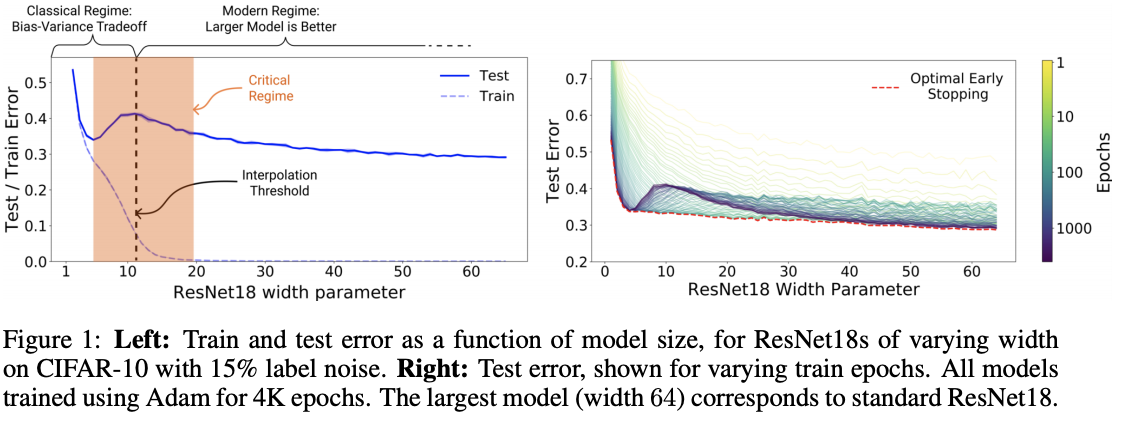 Classical Regime:
Bias-Variance Tradeoff
Modern Regime:
Larger Model is Better
Critical
Regime
Test
Train
Interpolation
Threshold
Test / Train Error
0.5
0.4
0.3
0.2
0.1
0.0
1
10
20
30
40
50
60
ResNet18 width parameter
Optimal Early
Stopping
Test Error
0.7
0.6
0.5
0.4
0.3
0.2
0
10
20
30
40
50
60
ResNet18 Width Parameter
1
10
100
1000
Epochs
Figure 1: Left: Train and test error as a function of model size, for ResNet18s of varying width
on CIFAR-10 with 15% label noise. Right: Test error, shown for varying train epochs. All models
trained using Adam for 4K epochs. The largest model (width 64) corresponds to standard ResNet18.